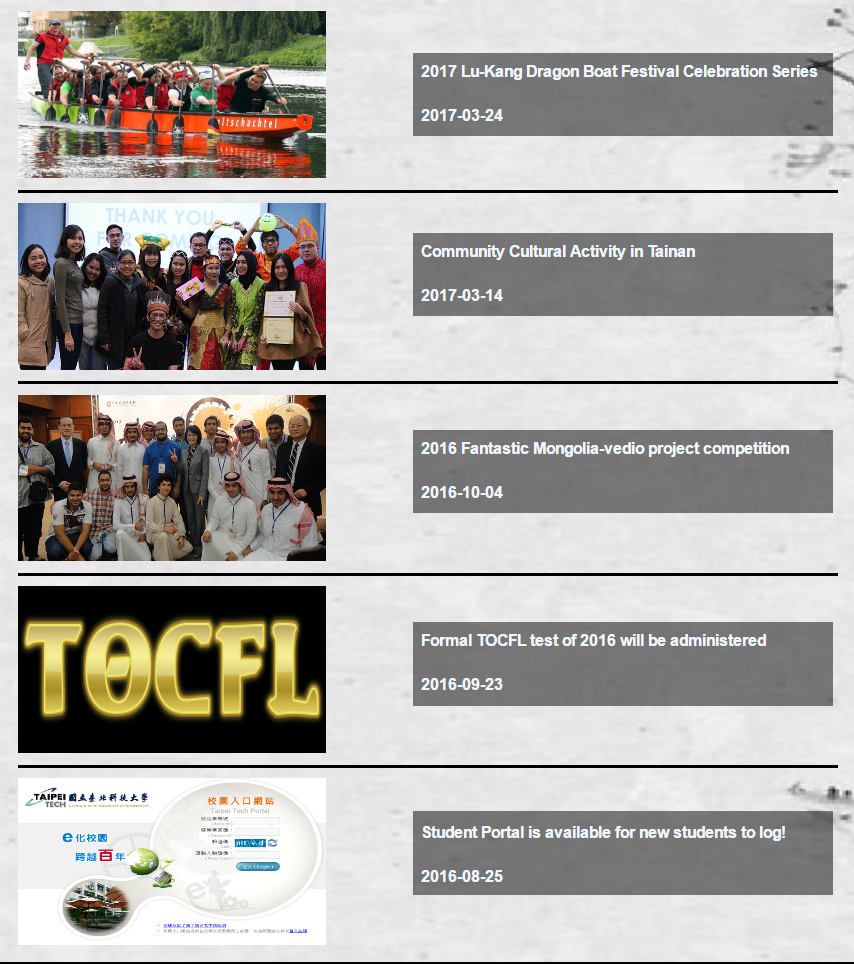 2017 Lu-Kang Dragon Boat Festival Celebration Series
2017-03-24
ltschachtel
THANK YOU
Community Cultural Activity in Tainan
2017-03-14
2016 Fantastic Mongolia-vedio project competition
2016-10-04
TOCFL
Formal TOCFL test of 2016 will be administered
2016-09-23
TAIPEI
TECH
國立臺北科技大學
校園入口網站
Taipei Tech Portal
e化校園
跨越百年
登入(Login)
Student Portal is available for new students to log!
2016-08-25